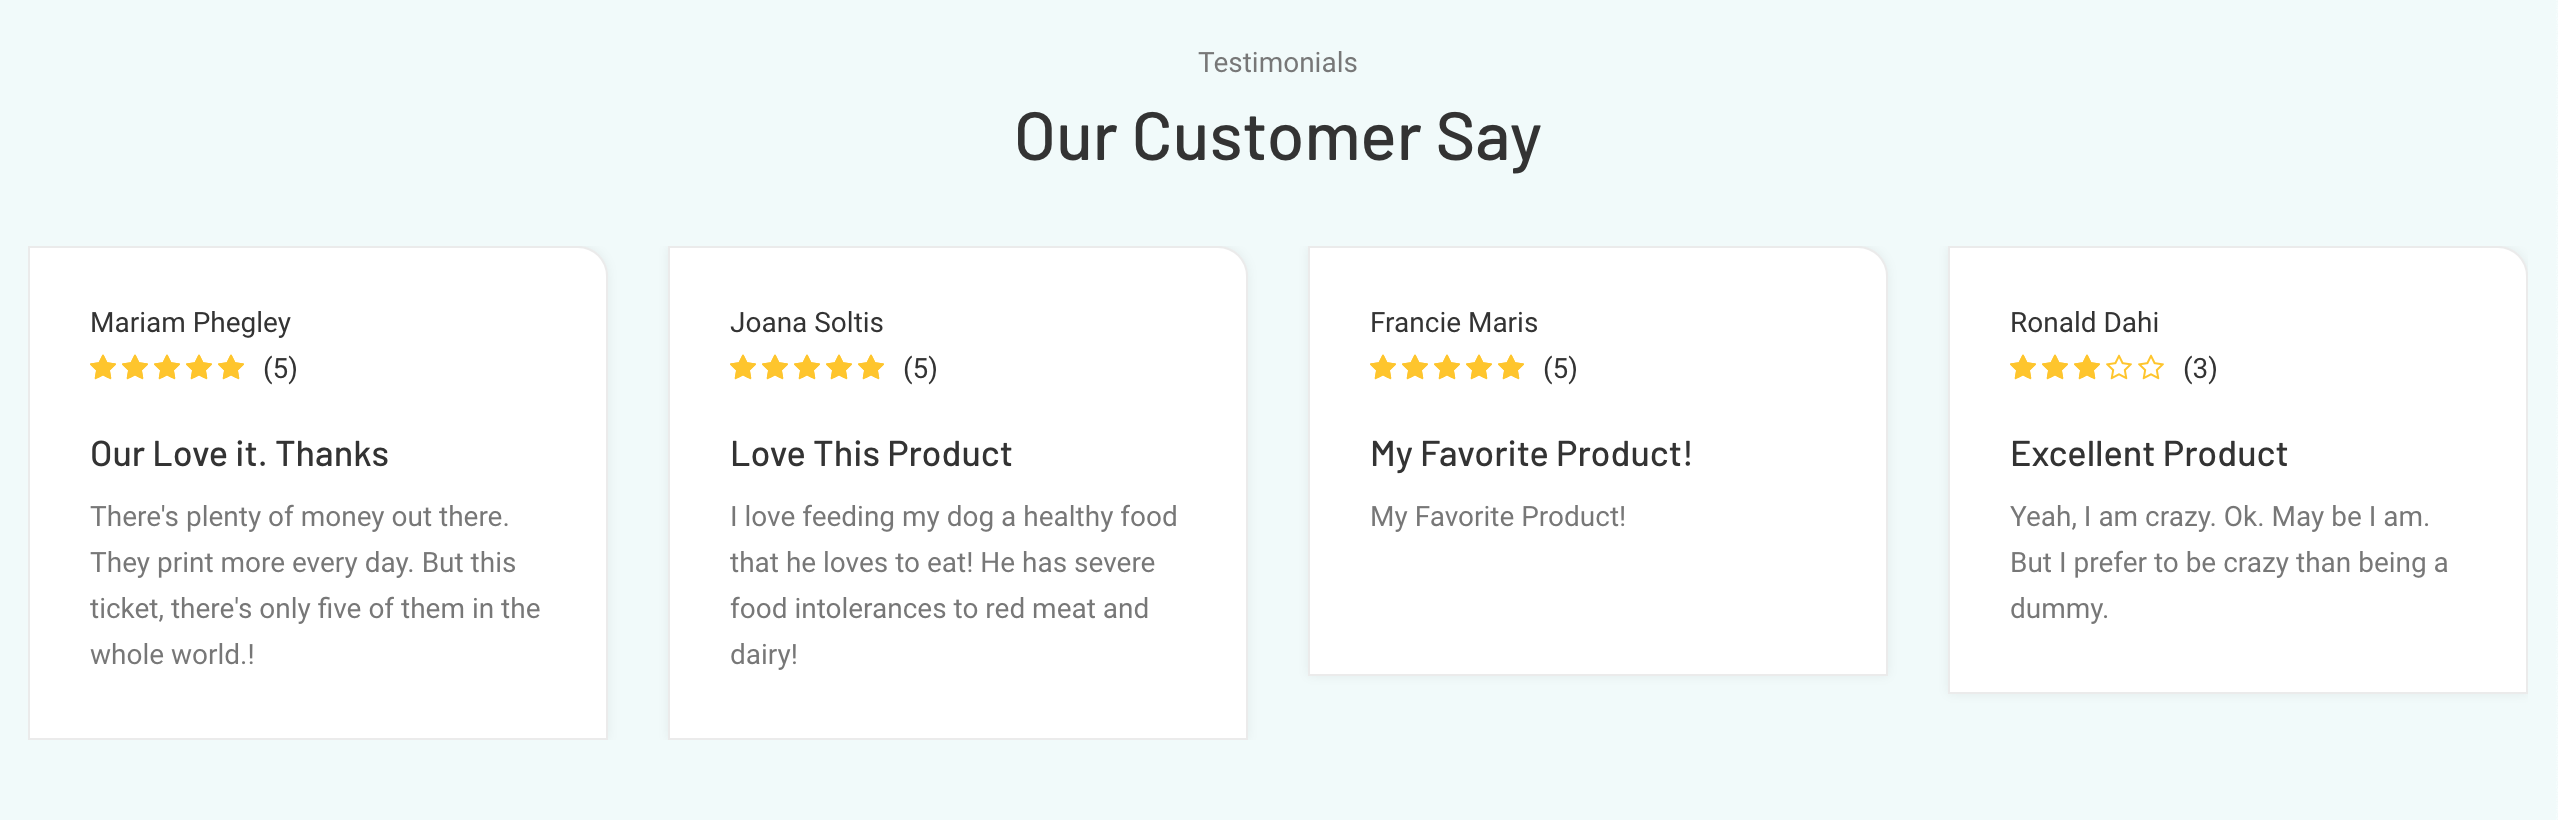 Testimonials
Our Customer Say
Mariam Phegley
(5)
Our Love it. Thanks
There's plenty of money out there.
They print more every day. But this
ticket, there's only five of them in the
whole world.!
Joana Soltis
(5)
Love This Product
I love feeding my dog a healthy food
that he loves to eat! He has severe
food intolerances to red meat and
dairy!
Francie Maris
(5)
My Favorite Product!
My Favorite Product!
Ronald Dahi
(3)
Excellent Product
Yeah, I am crazy. Ok. May be I am.
But I prefer to be crazy than being a
dummy.